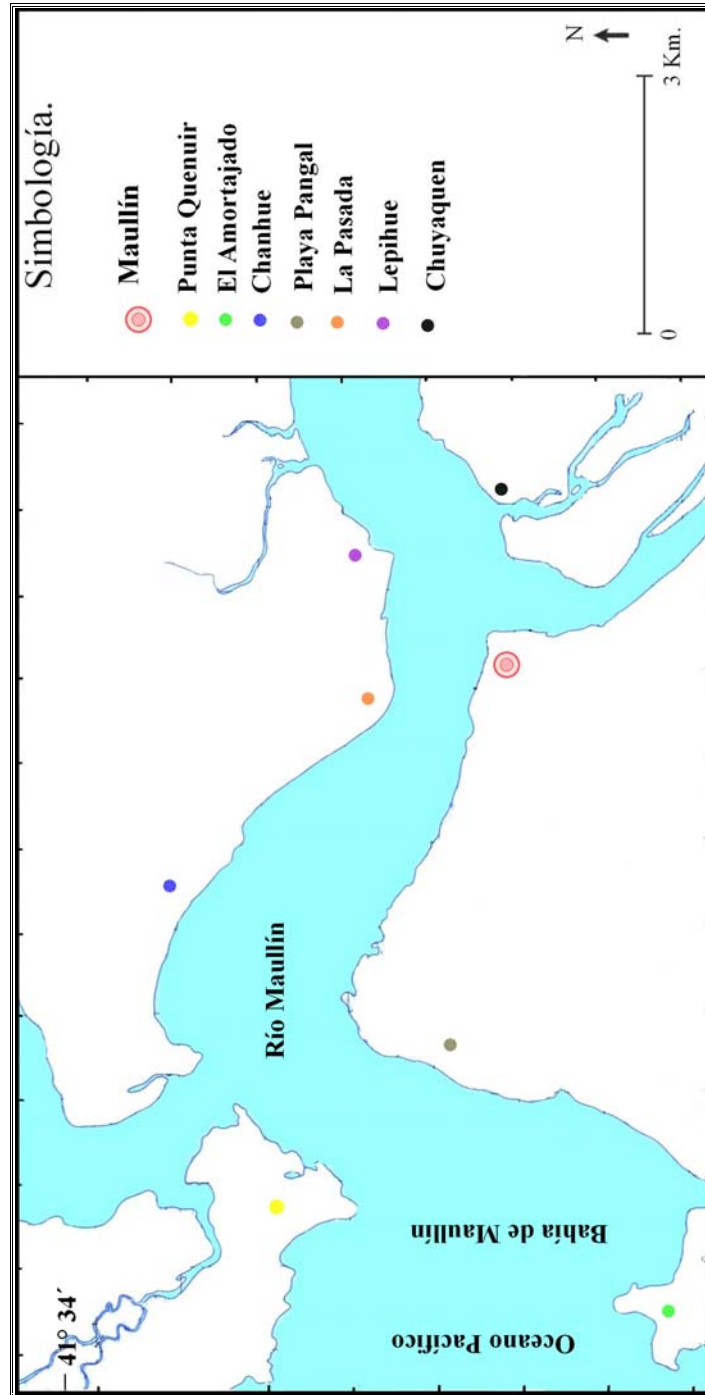 Simbología.
Maullín
Punta Quenuir
El Amortajado
Chanhue
Playa Pangal
La Pasada
Lepihue
Chuyaquen
N
0
3 Km.
41° 34´
Río Maullín
Bahía de Maullín
Oceano Pacífico